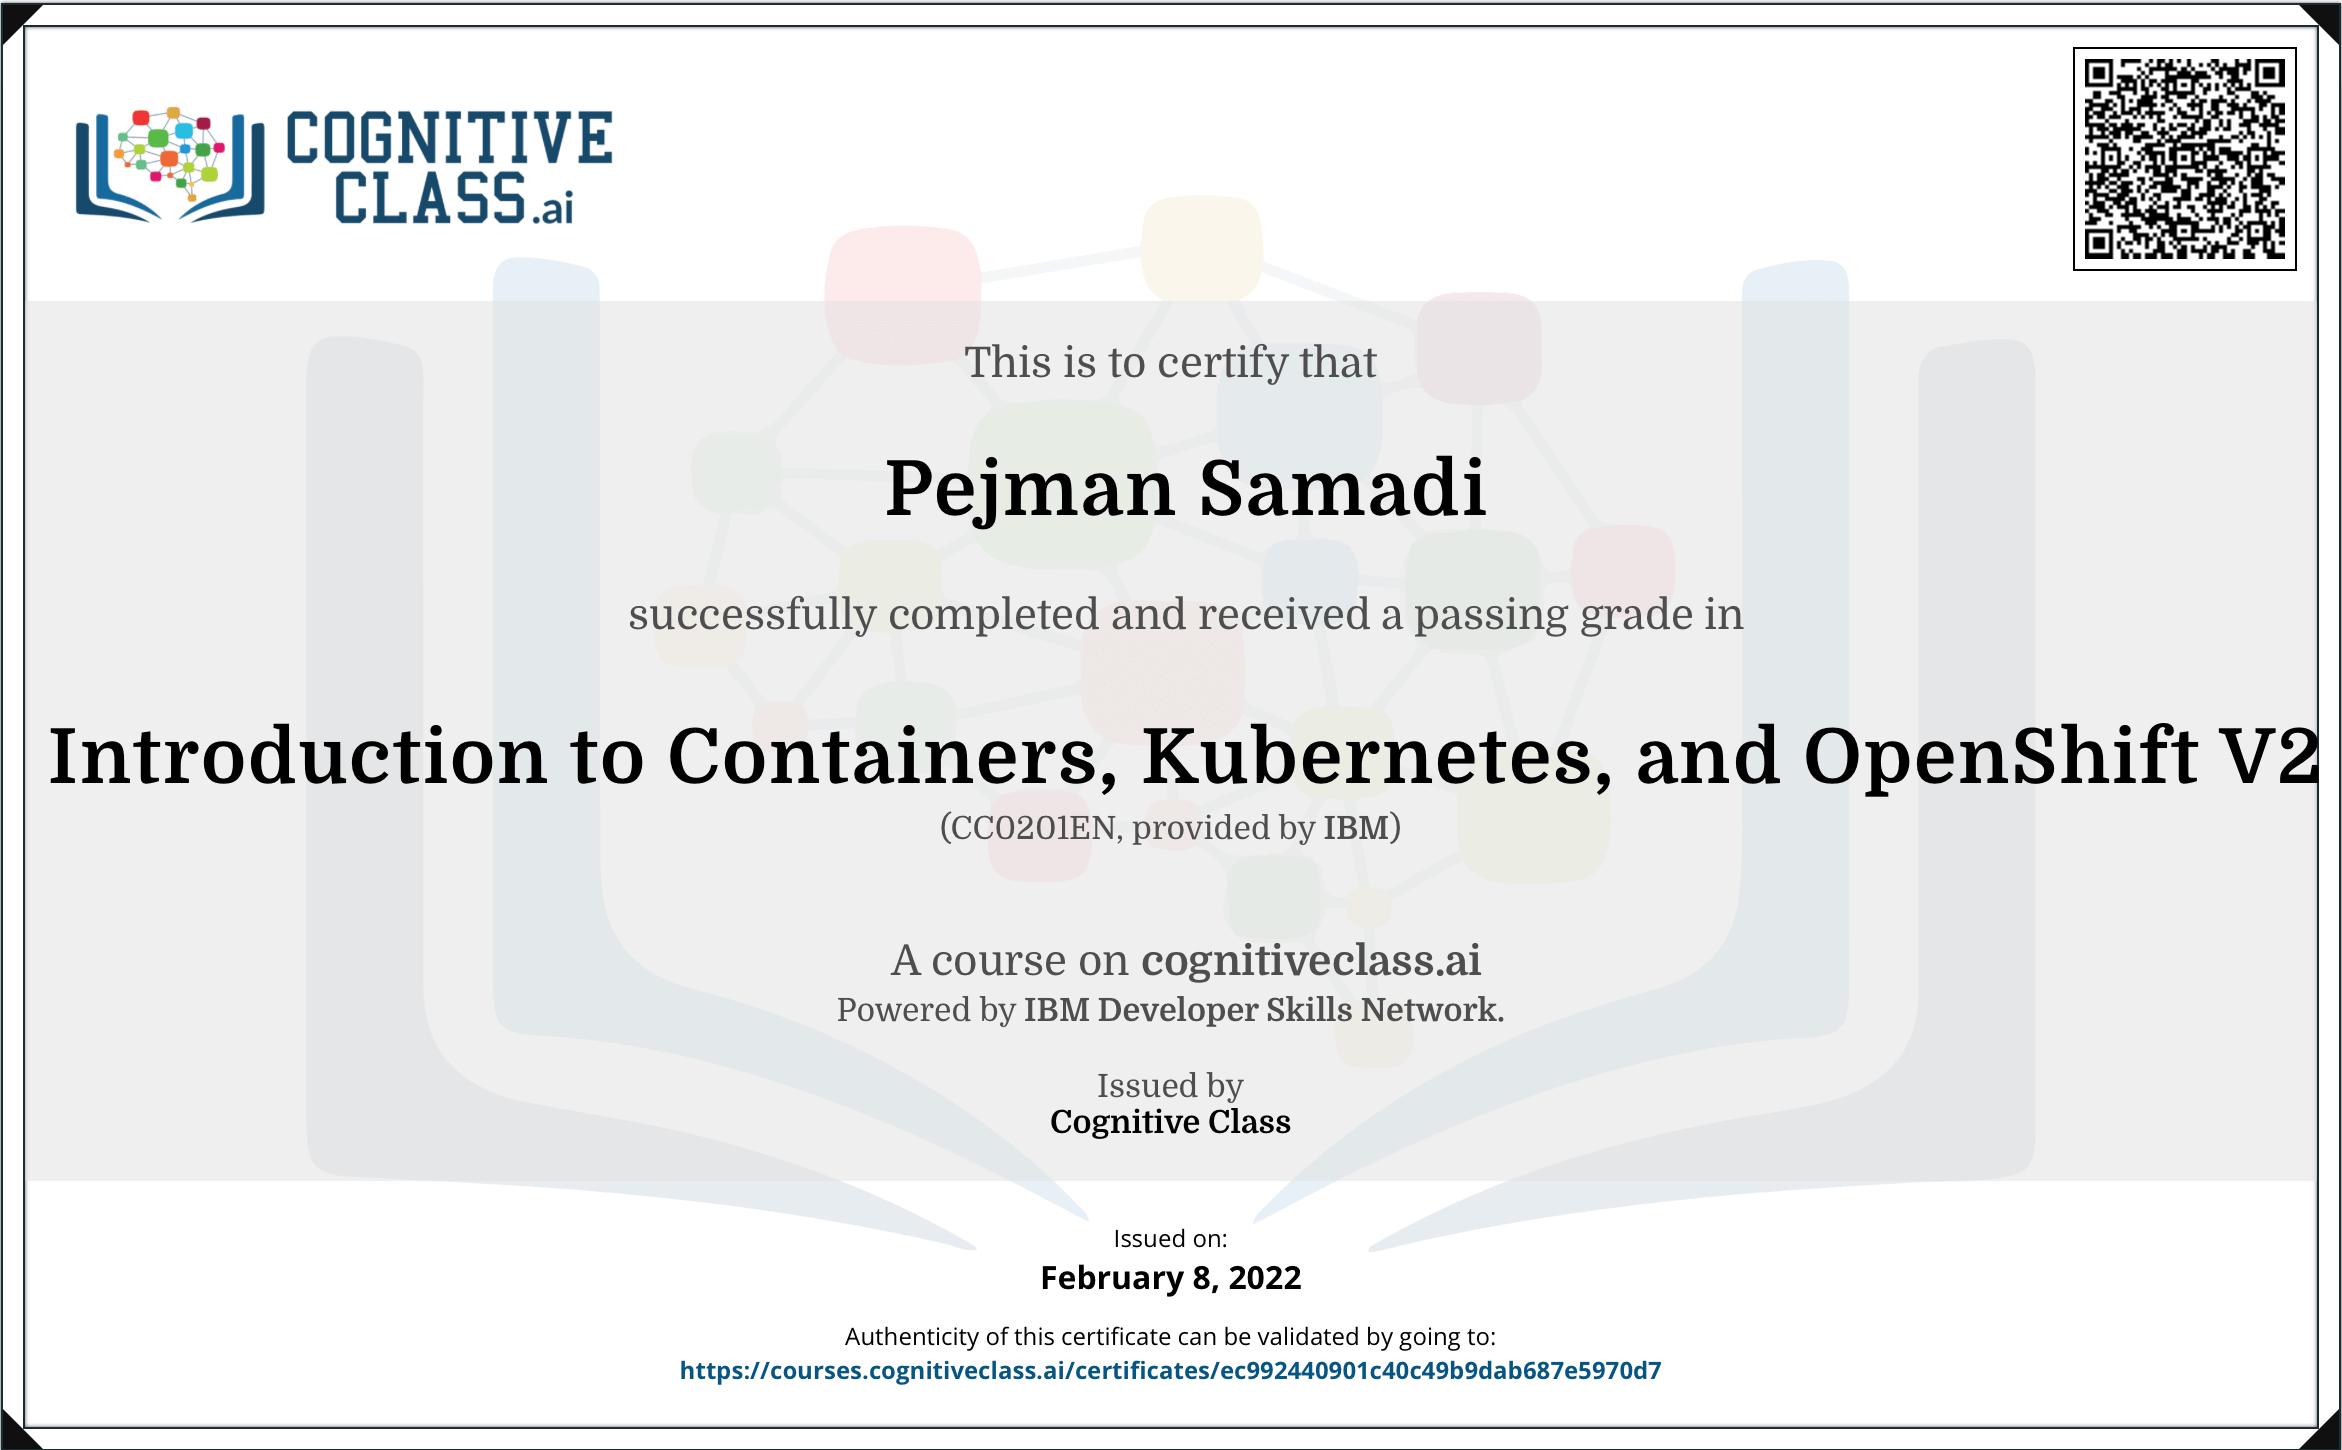 COGNITIVE
CLASS.ai
This is to certify that
Pejman Samadi
successfully completed and received a passing grade in
Introduction to Containers, Kubernetes, and OpenShift V2
(CC0201EN, provided by IBM)
A course on cognitiveclass.ai
Powered by IBM Developer Skills Network.
Issued by
Cognitive Class
Issued on:
February 8, 2022
Authenticity of this certificate can be validated by going to:
https://courses.cognitiveclass.ai/certificates/ec992440901c40c49b9dab687e5970d7